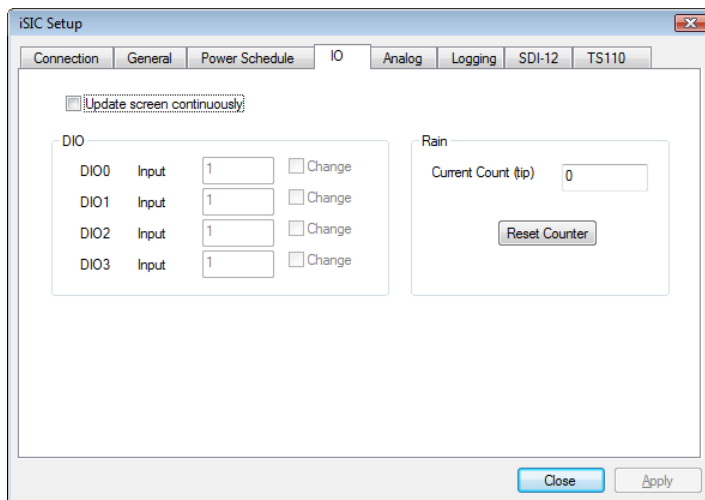 iSIC Setup
Connection General Power Schedule IO Analog Logging SDI-12 TS110
Update screen continuously
DIO
DIO0 Input 1 Change
DIO1 Input 1 Change
DIO2 Input 1 Change
DIO3 Input 1 Change
Rain
Current Count (tip) 0
Reset Counter
Close Apply